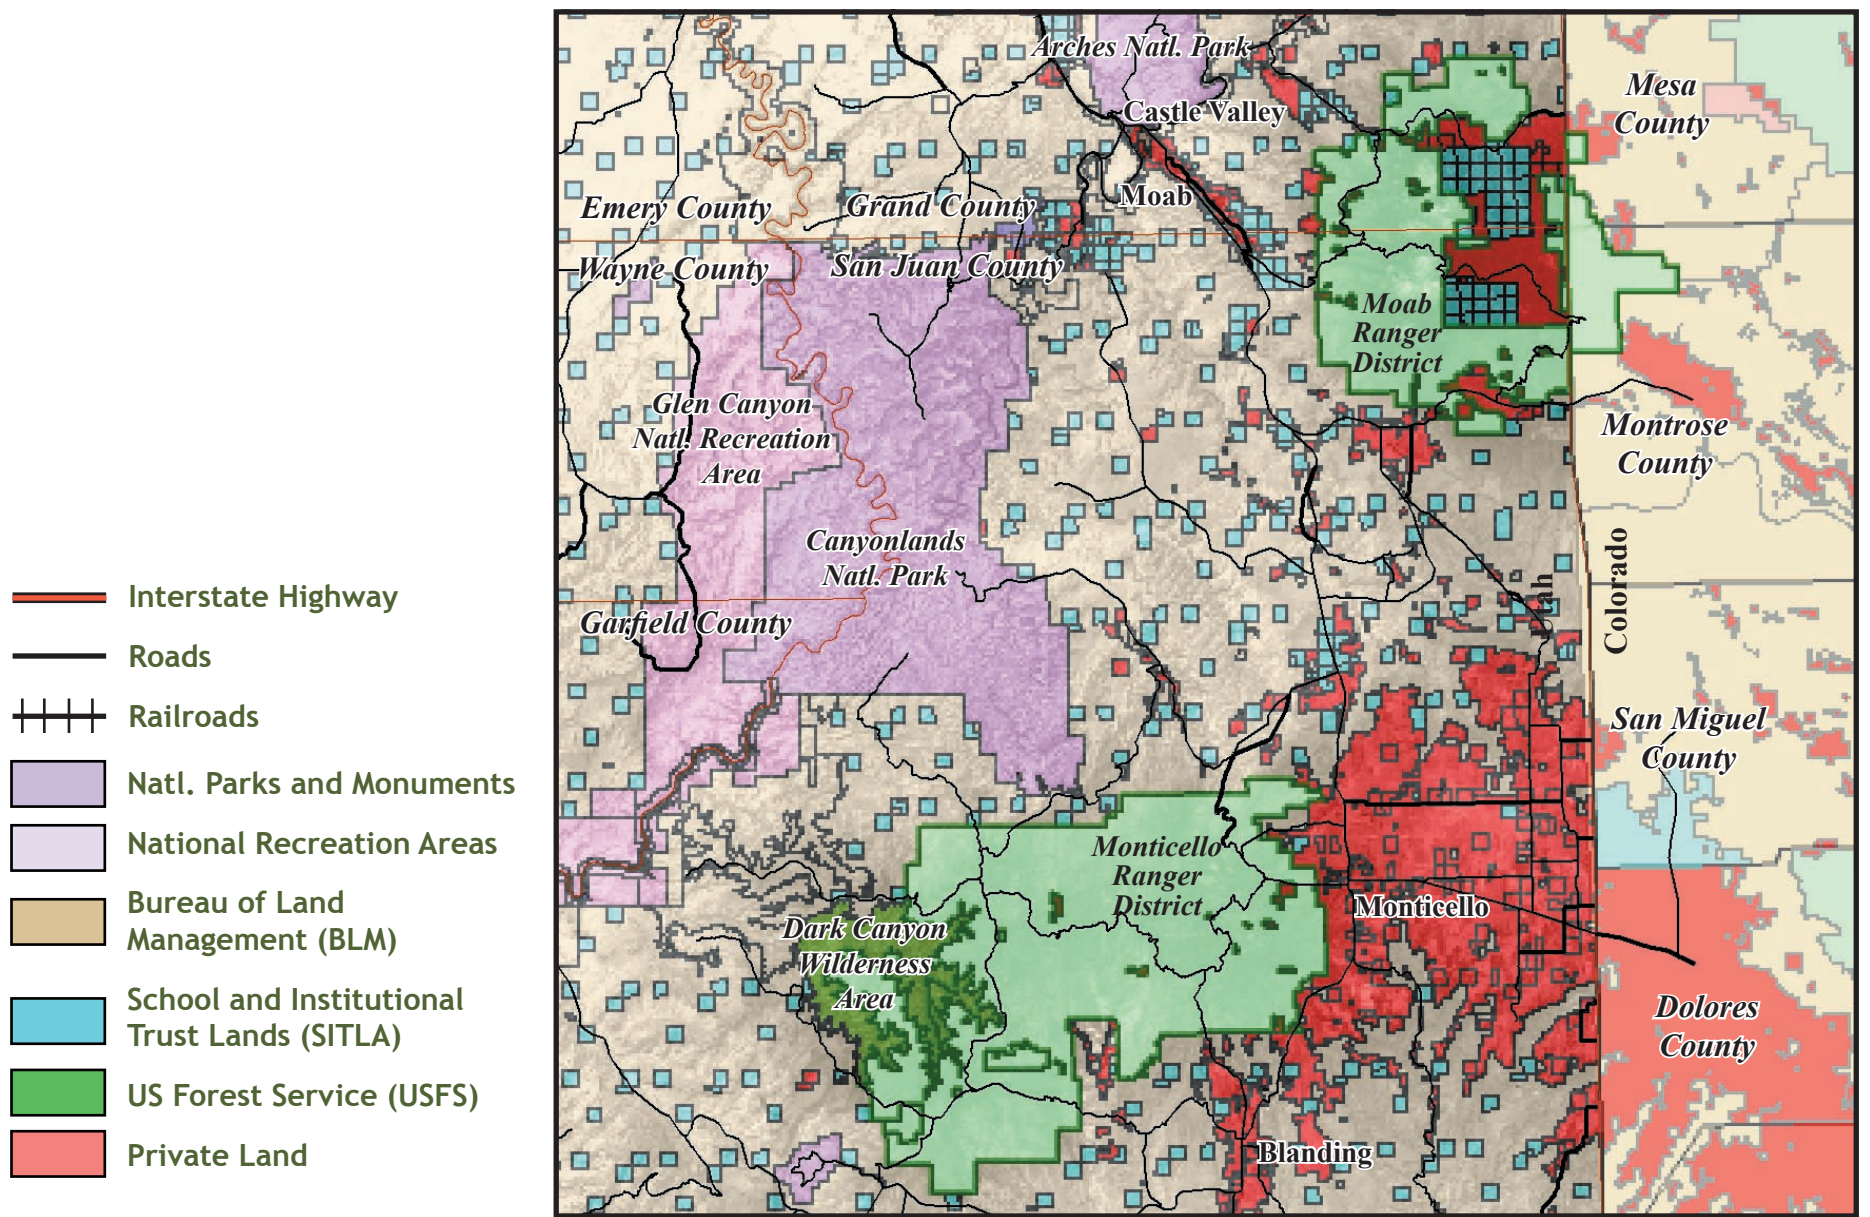 Interstate Highway
Roads
Railroads
Natl. Parks and Monuments
National Recreation Areas
Bureau of Land
Management (BLM)
School and Institutional
Trust Lands (SITLA)
US Forest Service (USFS)
Private Land
Arches Natl. Park
Castle Valley
Moab
Mesa
County
Emery County
Grand County
Wayne County
San Juan County
Moab
Ranger
District
Glen Canyon
Natl. Recreation
Area
Montrose
County
Canyonlands
Natl. Park
Utah
Colorado
Garfield County
San Miguel
County
Monticello
Ranger
District
Monticello
Dark Canyon
Wilderness
Area
Dolores
County
Blanding